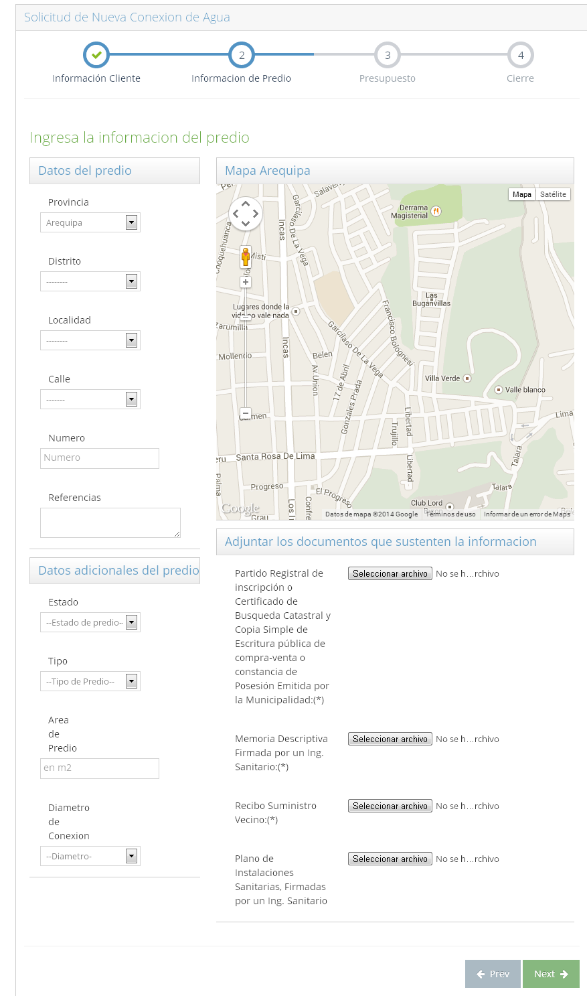 Solicitud de Nueva Conexion de Agua
2
3
4
Información Cliente
Informacion de Predio
Presupuesto
Cierre
Ingresa la informacion del predio
Datos del predio
Provincia
Arequipa
Distrito
--------
Localidad
--------
Calle
-------
Numero
Numero
Referencias
Datos adicionales del predio
Estado
--Estado de predio--
Tipo
--Tipo de Predio--
Area
de
Predio
en m2
Diametro
de
Conexion
--Diametro-
Mapa Arequipa
Mapa
Satélite
Derrama
Magisterial
Garcilaso De La Vega
Incas
Misti
Las
Buganvillas
Lugares donde la
vida no vale nada
Zarumilla
Francisco Bolognesi
Garcilaso De La Vega
Incas
Mollendo
Belen
Av Union
17 de Abril
Gonzales Prada
Villa Verde
Valle blanco
Carmen
Libertad
Trujillo
Lima
Santa Rosa De Lima
Libertad
Talara
Palma
Progreso
El Progreso
Talara
Club Lord
Grau
Google
Datos de mapa ©2014 Google
Términos de uso
Informar de un error de Maps
Adjuntar los documentos que sustenten la informacion
Partido Registral de
inscripción o
Certificado de
Busqueda Catastral y
Copia Simple de
Escritura pública de
compra-venta o
constancia de
Posesión Emitida por
la Municipalidad:(*)
Seleccionar archivo No se h...rchivo
Memoria Descriptiva
Firmada por un Ing.
Sanitario:(*)
Seleccionar archivo No se h...rchivo
Recibo Suministro
Vecino:(*)
Seleccionar archivo No se h...rchivo
Plano de
Instalaciones
Sanitarias, Firmadas
por un Ing. Sanitario
Seleccionar archivo No se h...rchivo
Prev
Next